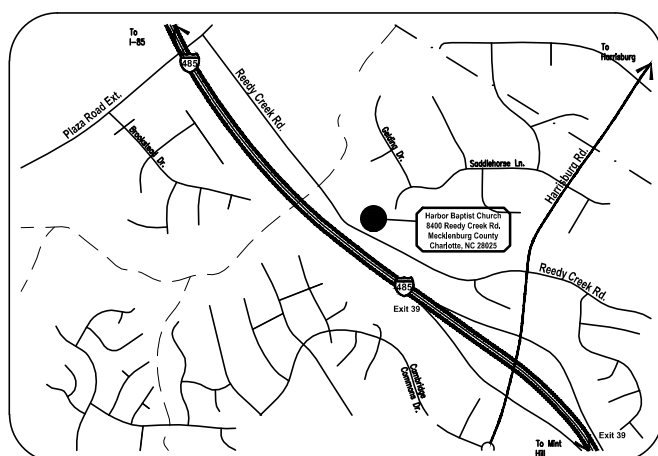 To
I-85
485
Plaza Road Ext.
Reedy Creek Rd.
To
Harrisburg
Gelding Dr.
Saddlehorse Ln.
Harrisburg Rd.
Harbor Baptist Church
8400 Reedy Creek Rd.
Mecklenburg County
Charlotte, NC 28025
Reedy Creek Rd.
485
Exit 39
Cambridge
Commons Dr.
Exit 39
To Mint
Hill